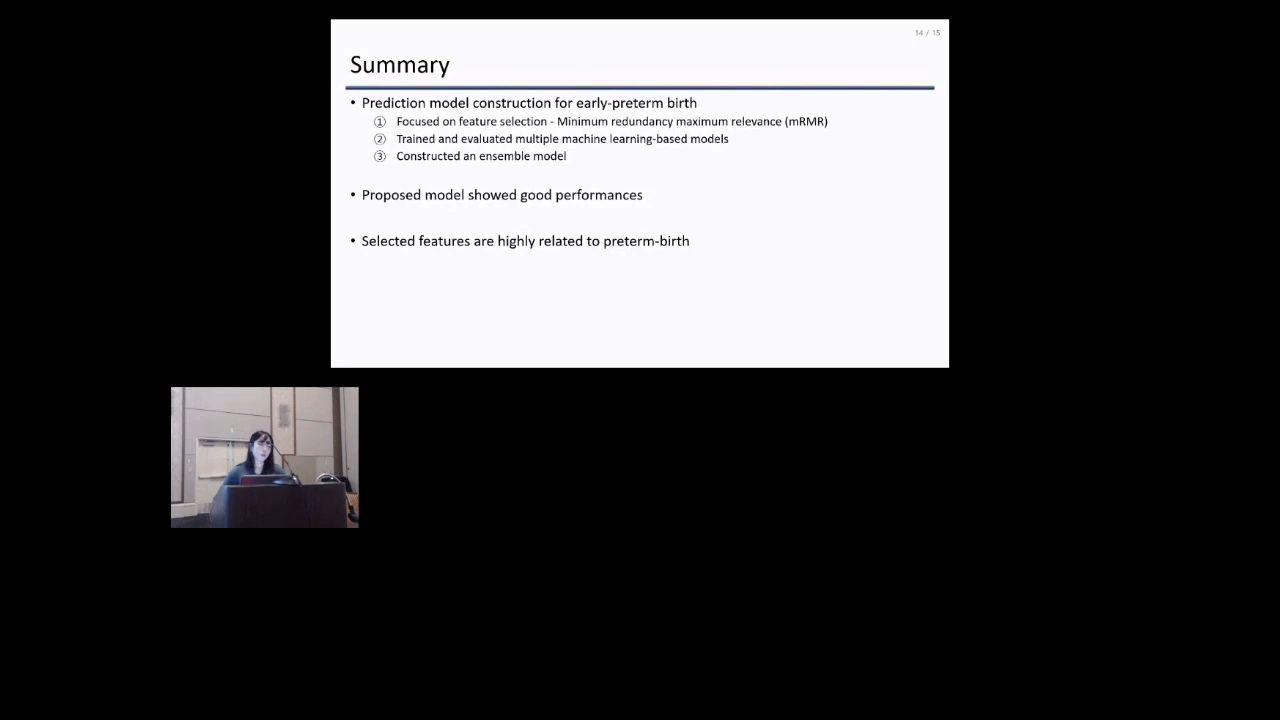 14 / 15
Summary
• Prediction model construction for early-preterm birth
① Focused on feature selection - Minimum redundancy maximum relevance (mRMR)
② Trained and evaluated multiple machine learning-based models
③ Constructed an ensemble model
• Proposed model showed good performances
• Selected features are highly related to preterm-birth